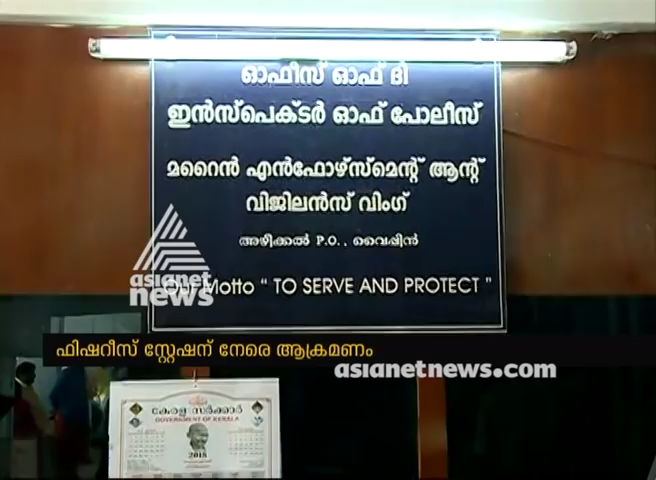 ഓഫീസ് ഓഫ് ദി
ഇൻസ്പെക്ടർ ഓഫ് പോലീസ്
മറൈൻ എൻഫോഴ്സ്മെന്റ് ആന്റ്
വിജിലൻസ് വിംഗ്
അഴീക്കൽ P.O., വൈപ്പിൻ
Our Motto “ TO SERVE AND PROTECT ”
asianet
news
ഫിഷറീസ് സ്റ്റേഷന് നേരെ ആക്രമണം
asianetnews.com
കേരള സർക്കാർ
GOVERNMENT OF KERALA
2018